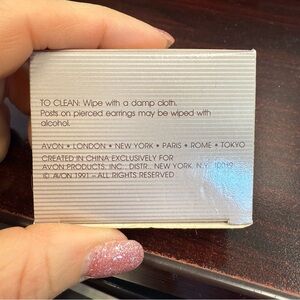 TO CLEAN: Wipe with a damp cloth.
Posts on pierced earrings may be wiped with
alcohol.
AVON • LONDON • NEW YORK • PARIS • ROME • TOKYO
CREATED IN CHINA EXCLUSIVELY FOR
AVON PRODUCTS, INC., DISTR., NEW YORK, N.Y. 10019
© AVON 1991 – ALL RIGHTS RESERVED